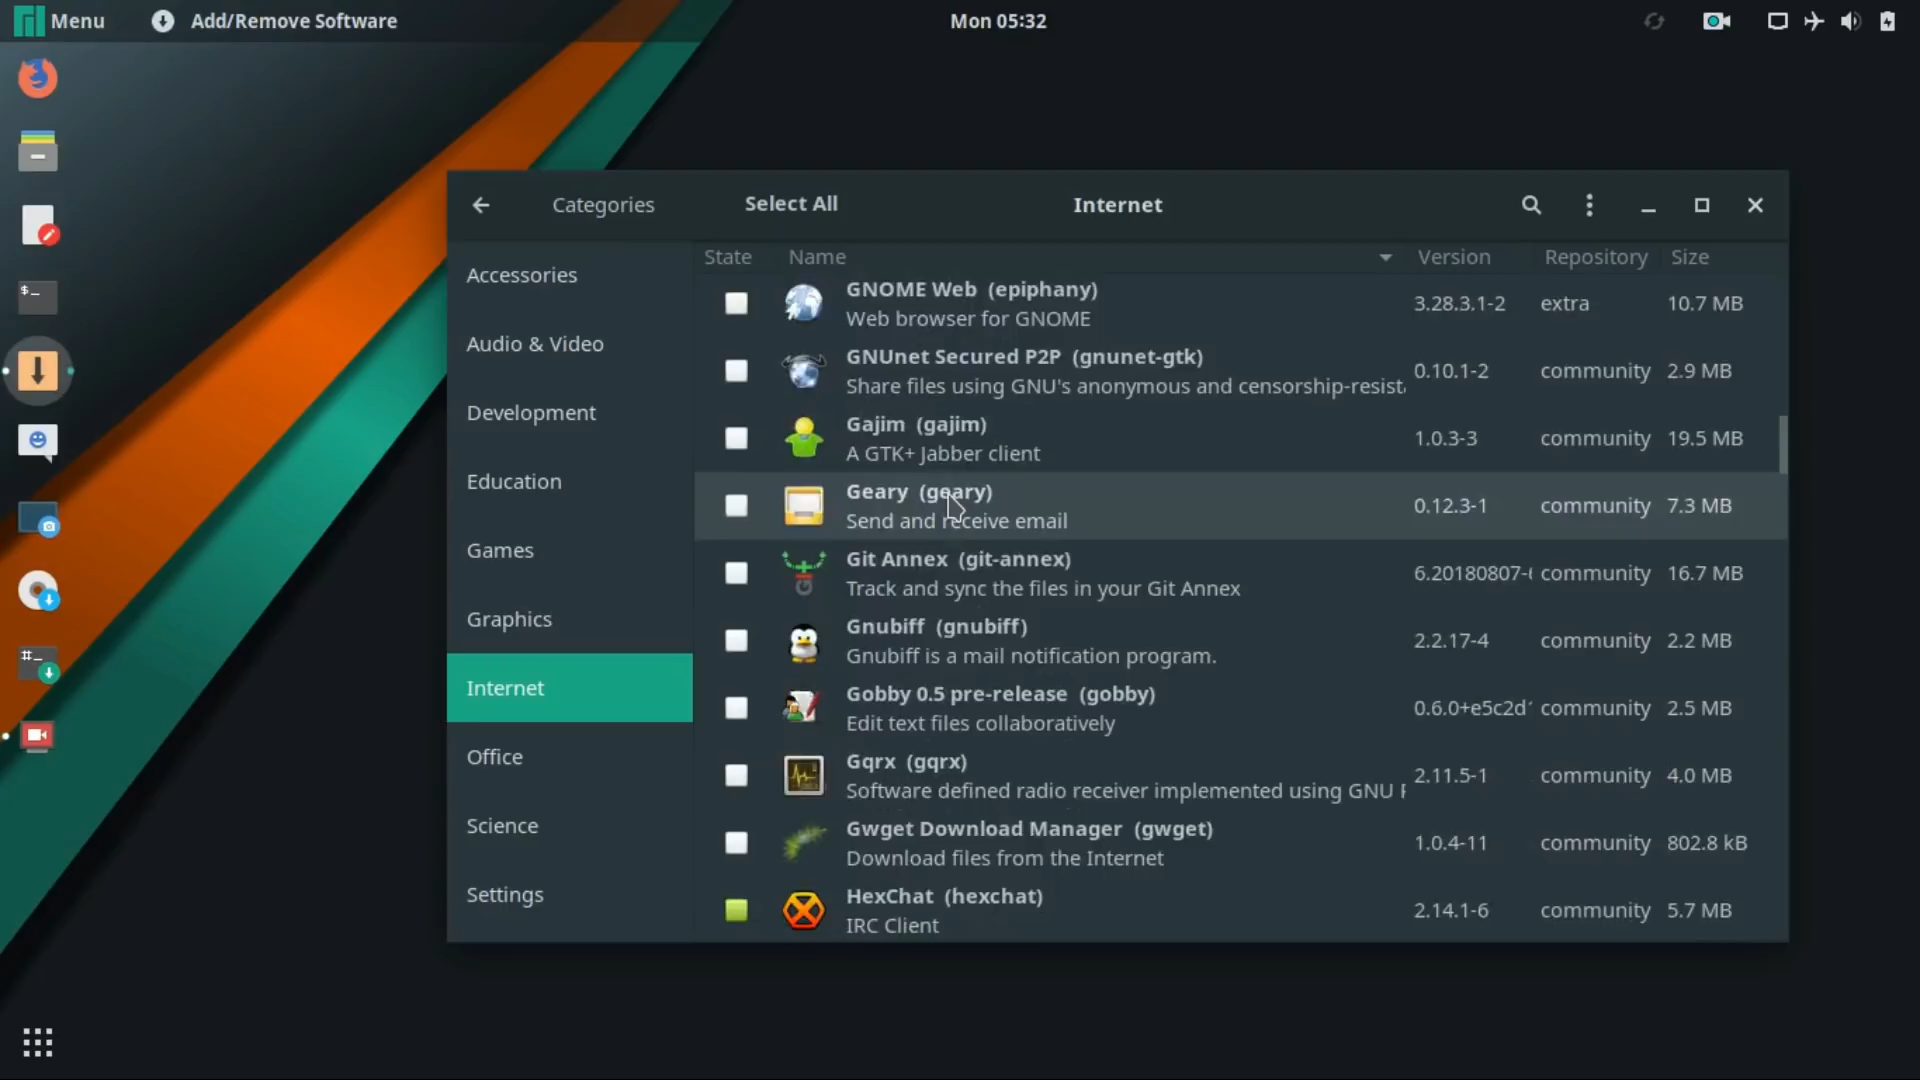 Menu Add/Remove Software Mon 05:32
Categories Select All Internet
State Name Version Repository Size
Accessories
Audio & Video
Development
Education
Games
Graphics
Internet
Office
Science
Settings
GNOME Web (epiphany)
Web browser for GNOME
3.28.3.1-2 extra 10.7 MB
GNUnet Secured P2P (gnunet-gtk)
Share files using GNU's anonymous and censorship-resist
0.10.1-2 community 2.9 MB
Gajim (gajim)
A GTK+ Jabber client
1.0.3-3 community 19.5 MB
Geary (geary)
Send and receive email
0.12.3-1 community 7.3 MB
Git Annex (git-annex)
Track and sync the files in your Git Annex
6.20180807- community 16.7 MB
Gnubiff (gnubiff)
Gnubiff is a mail notification program.
2.2.17-4 community 2.2 MB
Gobby 0.5 pre-release (gobby)
Edit text files collaboratively
0.6.0+e5c2d community 2.5 MB
Gqrx (gqrx)
Software defined radio receiver implemented using GNU
2.11.5-1 community 4.0 MB
Gwget Download Manager (gwget)
Download files from the Internet
1.0.4-11 community 802.8 kB
HexChat (hexchat)
IRC Client
2.14.1-6 community 5.7 MB